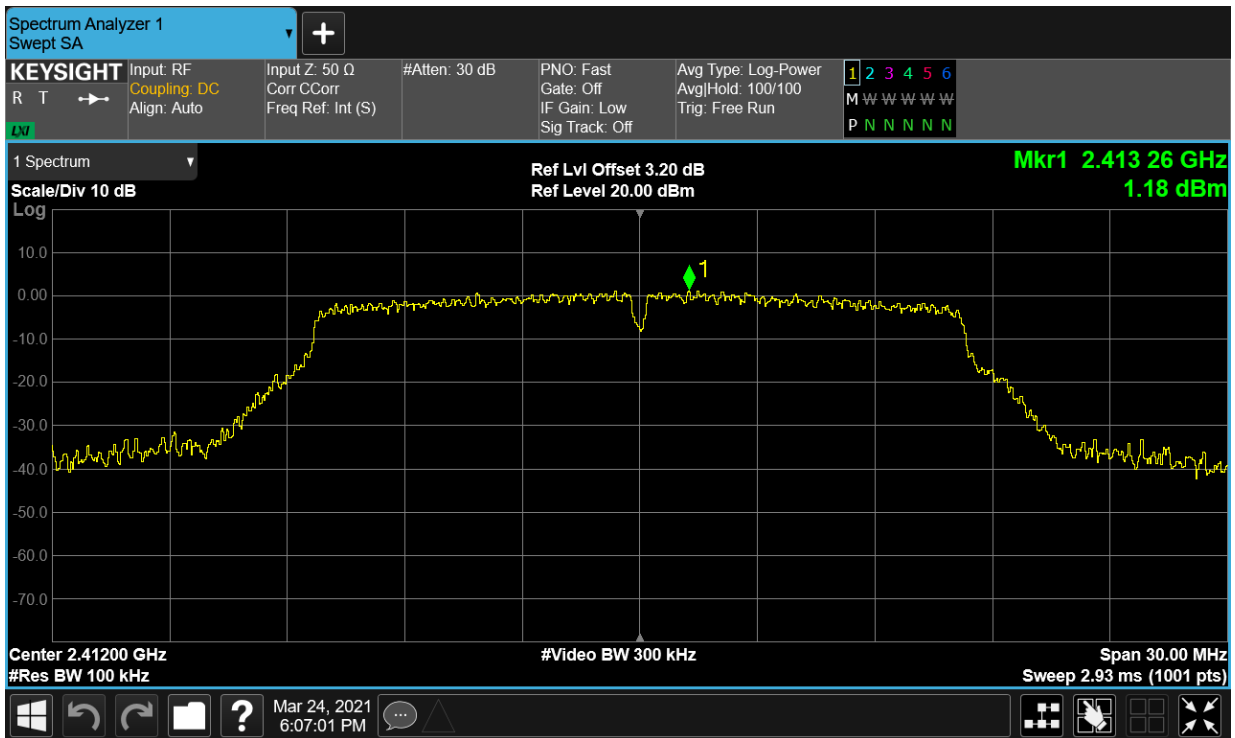 Spectrum Analyzer 1
Swept SA
KEYSIGHT
R T
LXI
Input: RF
Coupling: DC
Align: Auto
Input Z: 50 Ω
Corr CCorr
Freq Ref: Int (S)
#Atten: 30 dB
PNO: Fast
Gate: Off
IF Gain: Low
Sig Track: Off
Avg Type: Log-Power
Avg|Hold: 100/100
Trig: Free Run
1 2 3 4 5 6
M W W W W W
P N N N N N
1 Spectrum
Scale/Div 10 dB
Log
Ref Lvl Offset 3.20 dB
Ref Level 20.00 dBm
Mkr1 2.413 26 GHz
1.18 dBm
10.0
1
0.00
-10.0
-20.0
-30.0
-40.0
-50.0
-60.0
-70.0
Center 2.41200 GHz
#Res BW 100 kHz
#Video BW 300 kHz
Span 30.00 MHz
Sweep 2.93 ms (1001 pts)
?
Mar 24, 2021
6:07:01 PM